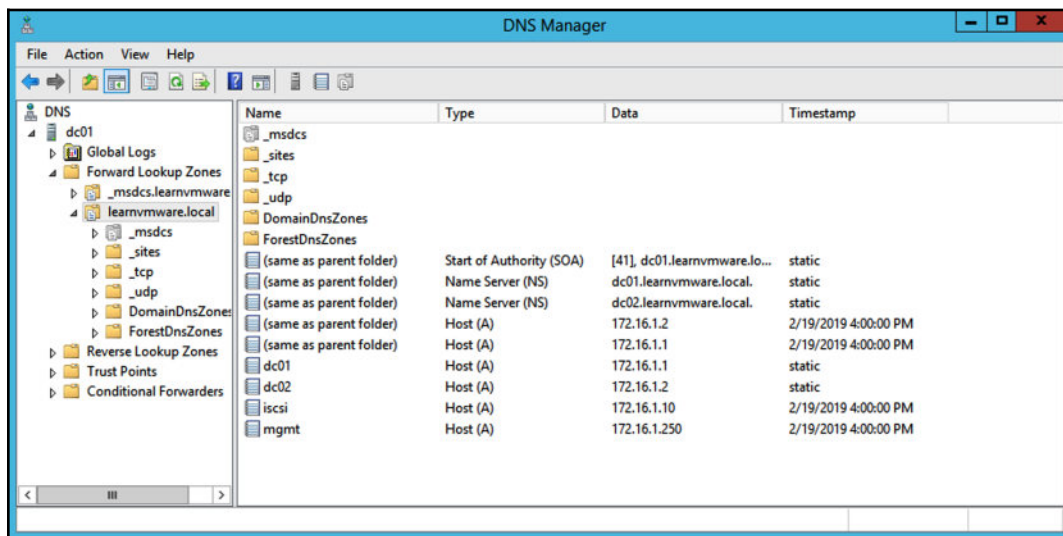 DNS Manager
File Action View Help
DNS
dc01
Global Logs
Forward Lookup Zones
_msdcs.learnvmware
learnvmware.local
_msdcs
_sites
_tcp
_udp
DomainDnsZones
ForestDnsZones
Reverse Lookup Zones
Trust Points
Conditional Forwarders
Name Type Data Timestamp
_msdcs
_sites
_tcp
_udp
DomainDnsZones
ForestDnsZones
(same as parent folder) Start of Authority (SOA) [41], dc01.learnvmware.lo... static
(same as parent folder) Name Server (NS) dc01.learnvmware.local. static
(same as parent folder) Name Server (NS) dc02.learnvmware.local. static
(same as parent folder) Host (A) 172.16.1.2 2/19/2019 4:00:00 PM
(same as parent folder) Host (A) 172.16.1.1 2/19/2019 4:00:00 PM
dc01 Host (A) 172.16.1.1 static
dc02 Host (A) 172.16.1.2 static
iscsi Host (A) 172.16.1.10 2/19/2019 4:00:00 PM
mgmt Host (A) 172.16.1.250 2/19/2019 4:00:00 PM